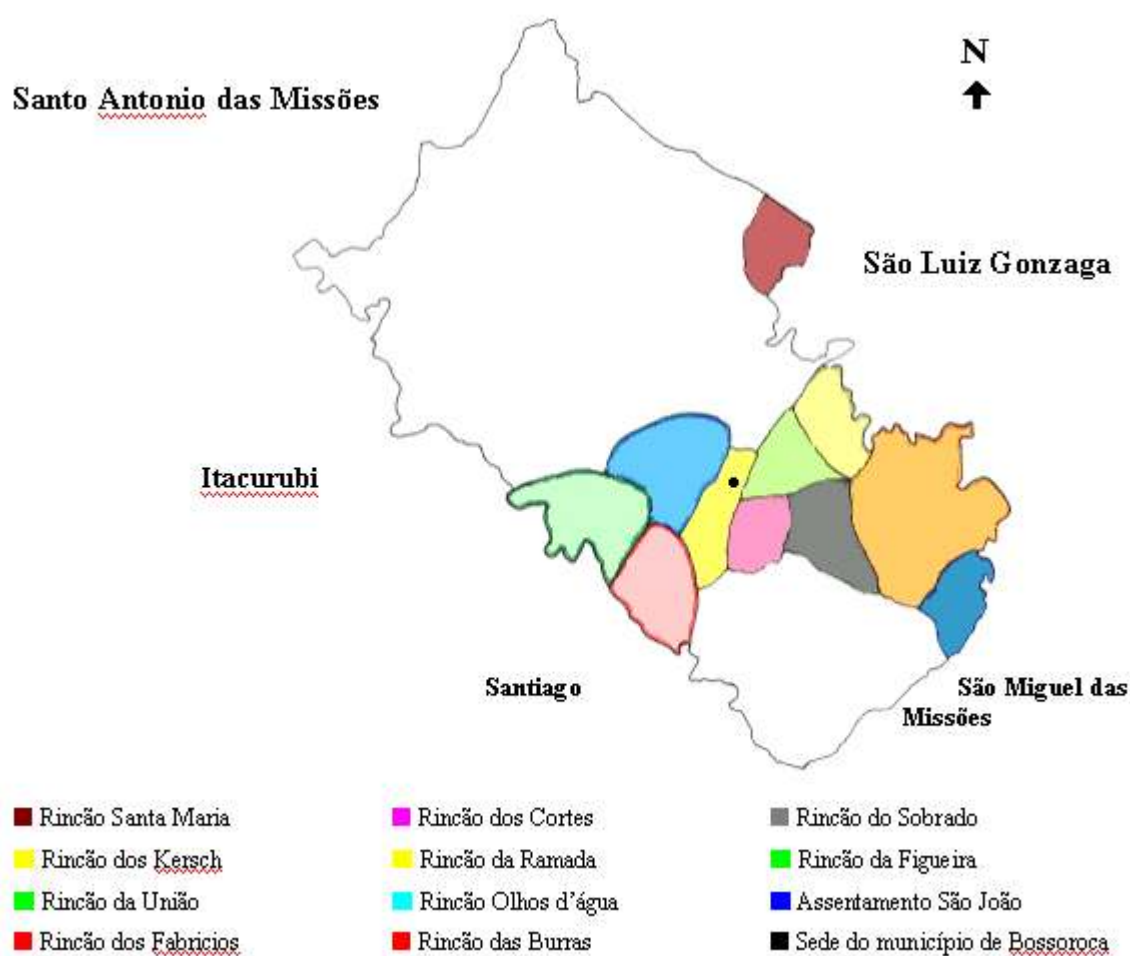 N
Santo Antonio das Missões
São Luiz Gonzaga
Itacurubi
Santiago
São Miguel das
Missões
Rincão Santa Maria
Rincão dos Cortes
Rincão do Sobrado
Rincão dos Kersch
Rincão da Ramada
Rincão da Figueira
Rincão da União
Rincão Olhos d'água
Assentamento São João
Rincão dos Fabricios
Rincão das Burras
Sede do município de Bossoroca